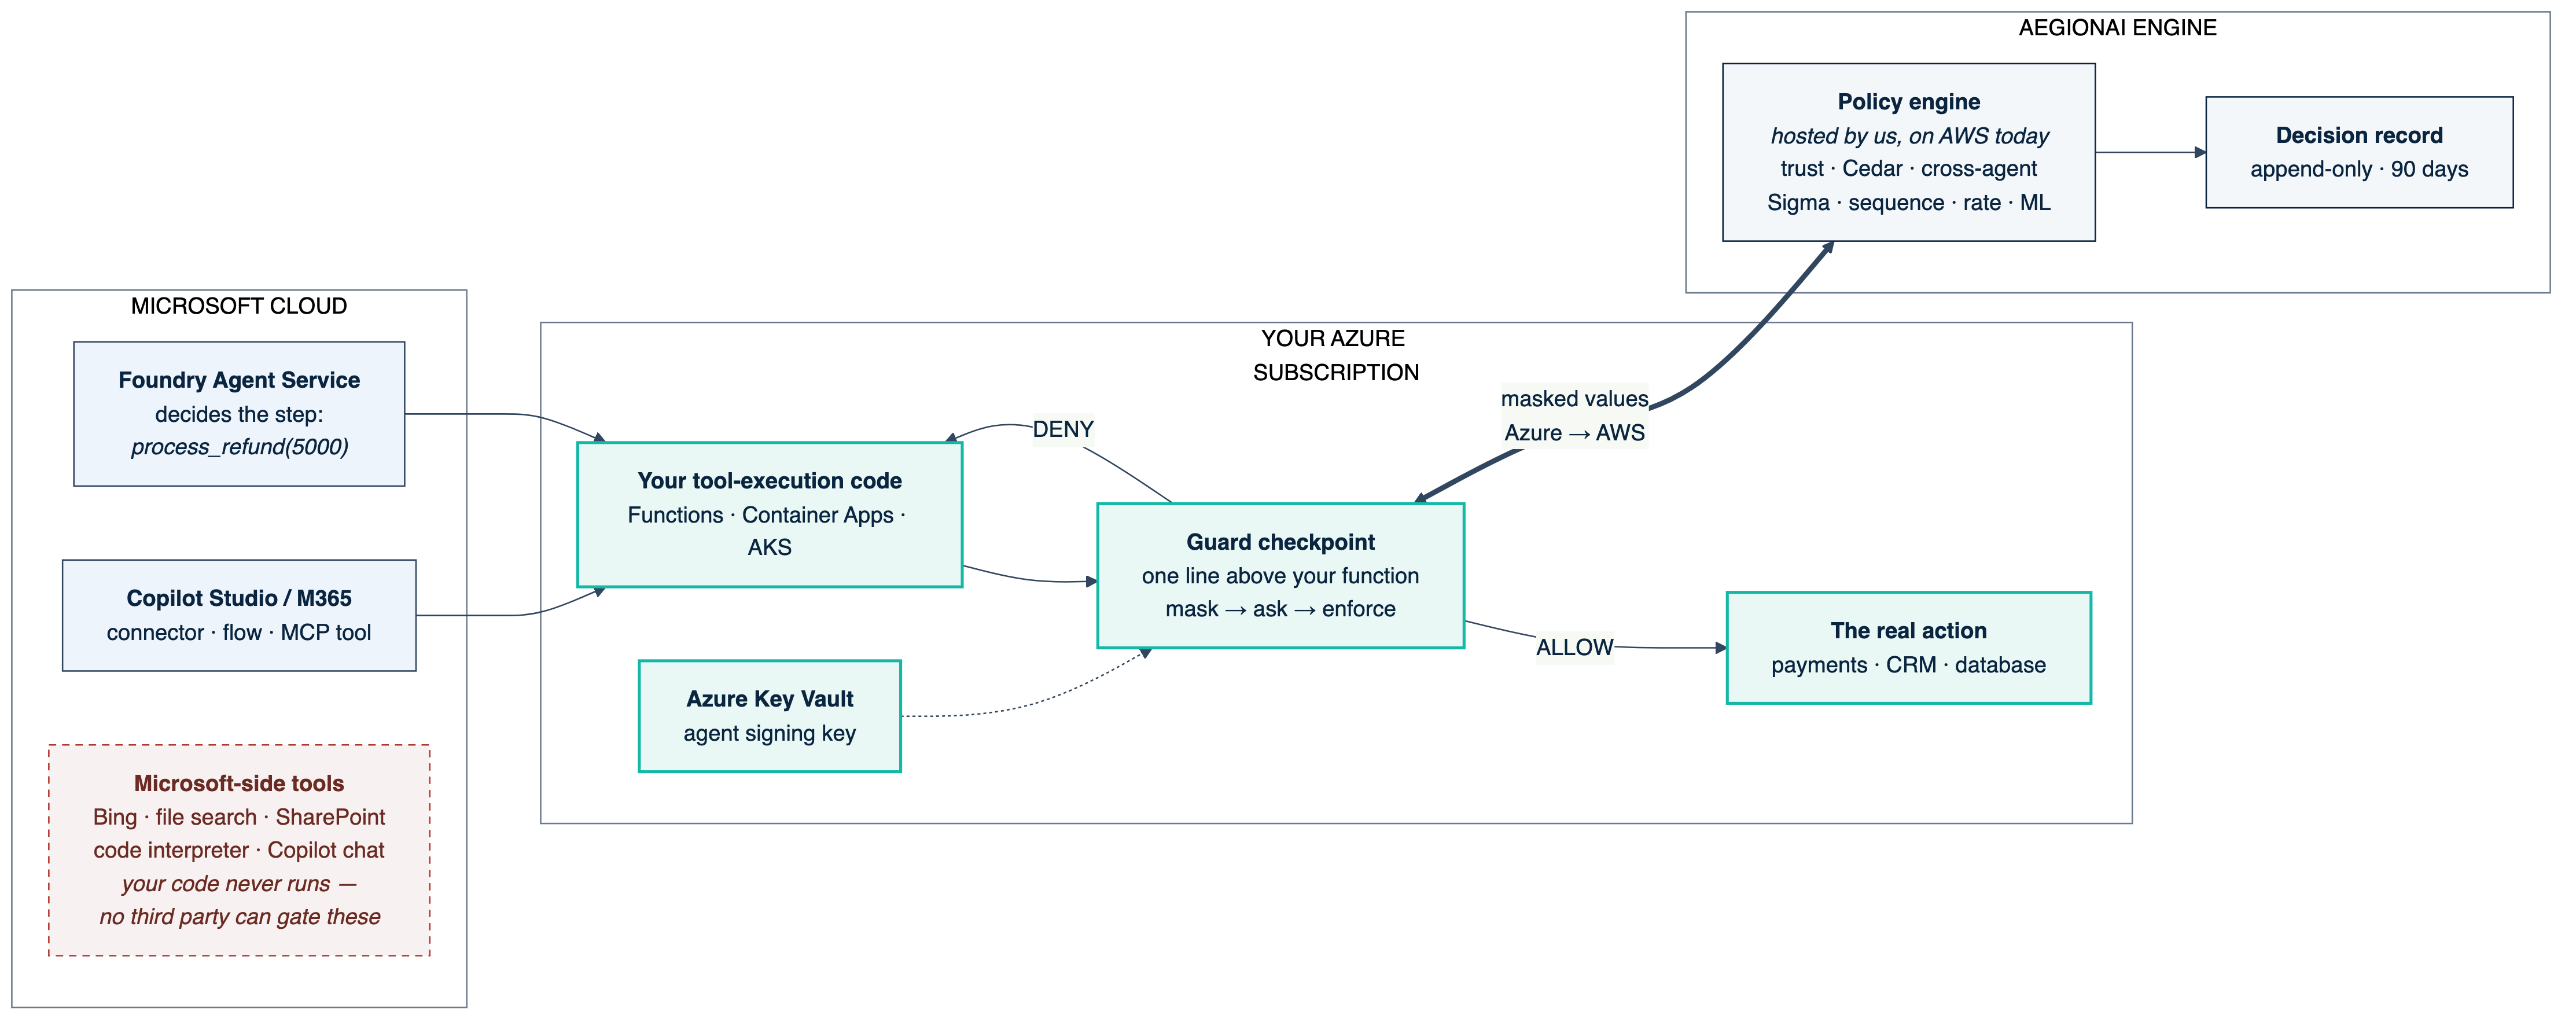 AEGIONAI ENGINE
Policy engine
hosted by us, on AWS today
trust · Cedar · cross-agent
Sigma · sequence · rate · ML
Decision record
append-only · 90 days
MICROSOFT CLOUD
Foundry Agent Service
decides the step:
process_refund(5000)
Copilot Studio / M365
connector · flow · MCP tool
Microsoft-side tools
Bing · file search · SharePoint
code interpreter · Copilot chat
your code never runs —
no third party can gate these
YOUR AZURE
SUBSCRIPTION
Your tool-execution code
Functions · Container Apps ·
AKS
Azure Key Vault
agent signing key
DENY
Guard checkpoint
one line above your function
mask → ask → enforce
masked values
Azure → AWS
ALLOW
The real action
payments · CRM · database